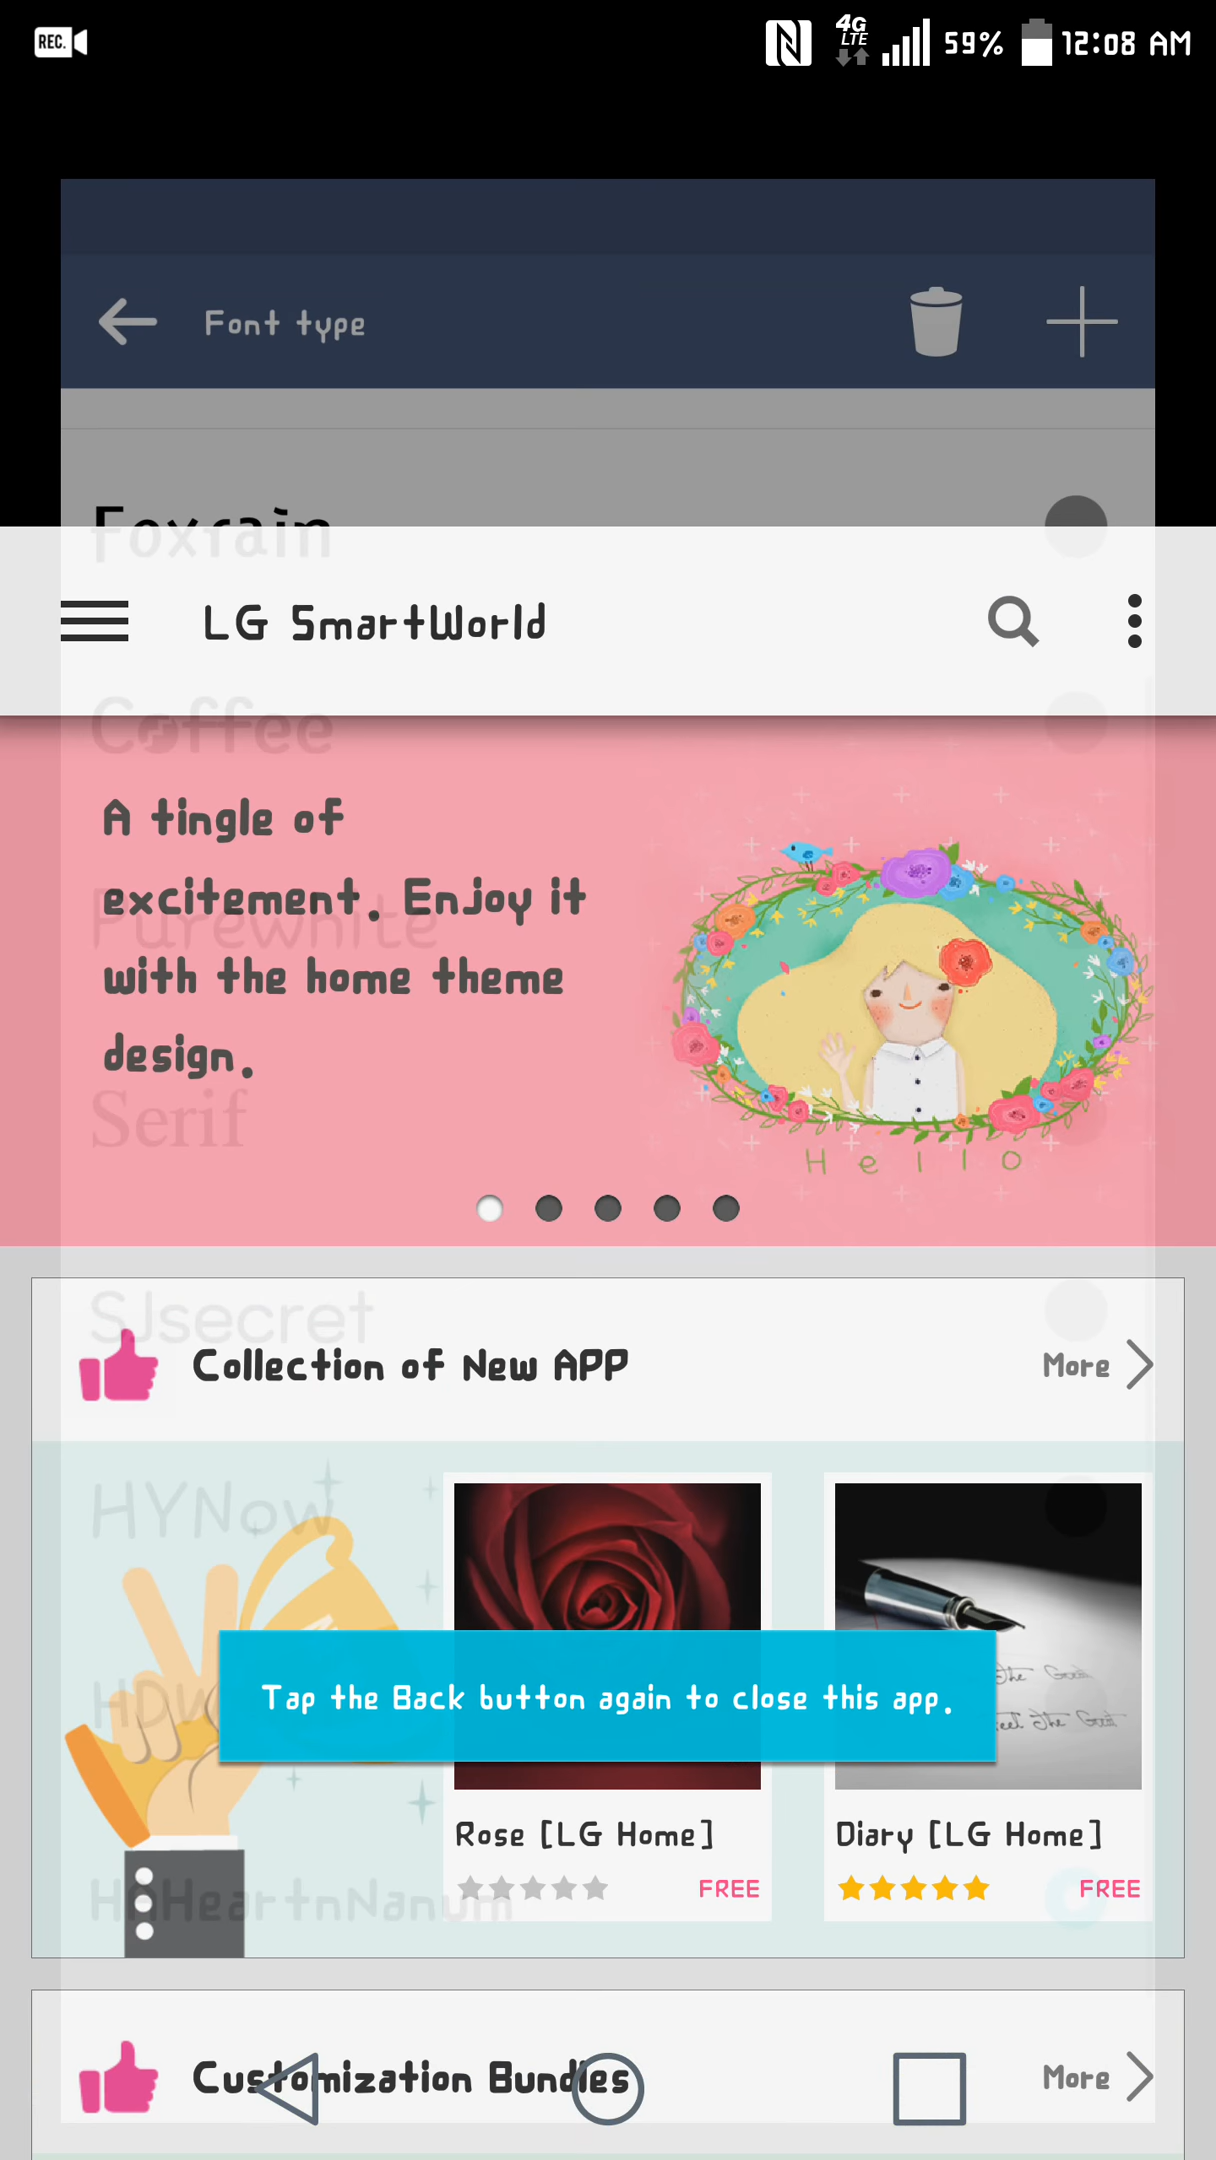 REC.
4G
LTE
59%
12:08 AM
Font type
Foxrain
LG SmartWorld
Coffee
A tingle of
excitement. Enjoy it
Purewhite
with the home theme
design.
Serif
Hello
SJsecret
Collection of New APP
More
HYNow
Tap the Back button again to close this app.
Rose [LG Home]
Diary [LG Home]
FREE
FREE
HAHeartnNanum
Customization Bundles
More